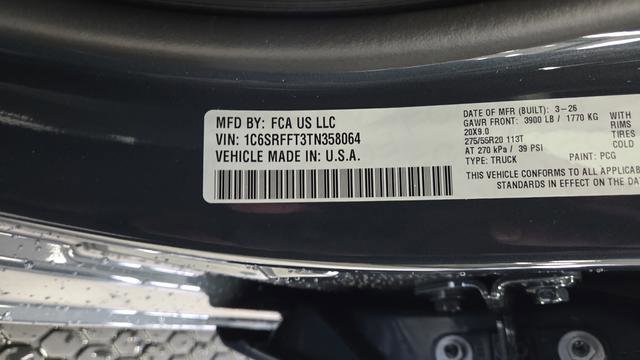 MFD BY: FCA US LLC
VIN: 1C6SRFFT3TN358064
VEHICLE MADE IN U.S.A.
DATE OF MFR (BUILT): 3-26
GAWR FRONT: 3900 LB / 1770 KG WITH
20X9.0 RIMS
275/55R20 113T TIRES
AT 270 kPa / 39 PSI COLD
TYPE: TRUCK PAINT: PCG
THIS VEHICLE CONFORMS TO ALL APPLICAB
STANDARDS IN EFFECT ON THE DA